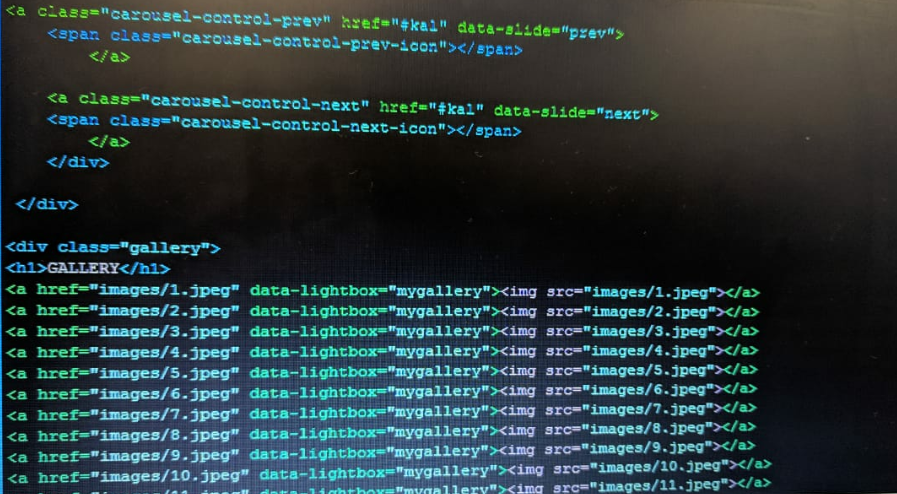 <a class="carousel-control-prev" href="#kal" data-slide="prev">
<span class="carousel-control-prev-icon"></span>
</a>
<a class="carousel-control-next" href="#kal" data-slide="next">
<span class="carousel-control-next-icon"></span>
</a>
</div>
</div>
<div class="gallery">
<h1>GALLERY</h1>
<a href="images/1.jpeg" data-lightbox="mygallery"><img src="images/1.jpeg"></a>
<a href="images/2.jpeg" data-lightbox="mygallery"><img src="images/2.jpeg"></a>
<a href="images/3.jpeg" data-lightbox="mygallery"><img src="images/3.jpeg"></a>
<a href="images/4.jpeg" data-lightbox="mygallery"><img src="images/4.jpeg"></a>
<a href="images/5.jpeg" data-lightbox="mygallery"><img src="images/5.jpeg"></a>
<a href="images/6.jpeg" data-lightbox="mygallery"><img src="images/6.jpeg"></a>
<a href="images/7.jpeg" data-lightbox="mygallery"><img src="images/7.jpeg"></a>
<a href="images/8.jpeg" data-lightbox="mygallery"><img src="images/8.jpeg"></a>
<a href="images/9.jpeg" data-lightbox="mygallery"><img src="images/9.jpeg"></a>
<a href="images/10.jpeg" data-lightbox="mygallery"><img src="images/10.jpeg"></a>
data-lightbox="mygallery"><img src="images/11.jpeg"></a>